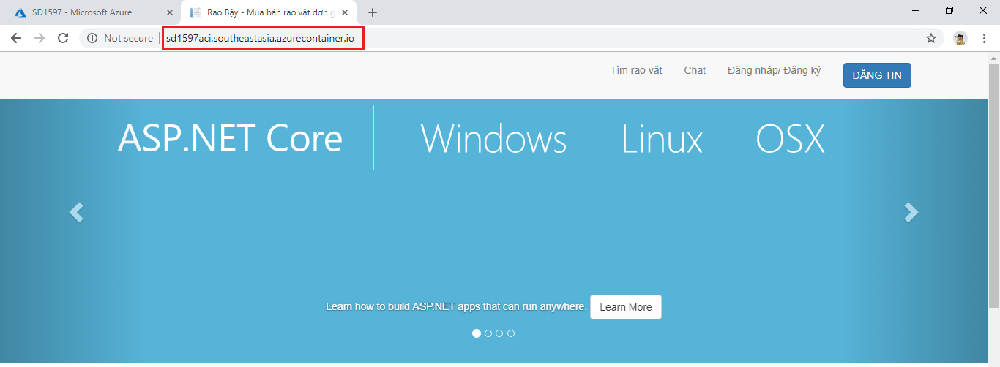 SD1597 - Microsoft Azure
Rao Bậy - Mua bán rao vặt đơn g
Not secure
sd1597aci.southeastasia.azurecontainer.io
Tìm rao vặt Chat Đăng nhập/ Đăng ký ĐĂNG TIN
ASP.NET Core Windows Linux OSX
Learn how to build ASP.NET apps that can run anywhere. Learn More